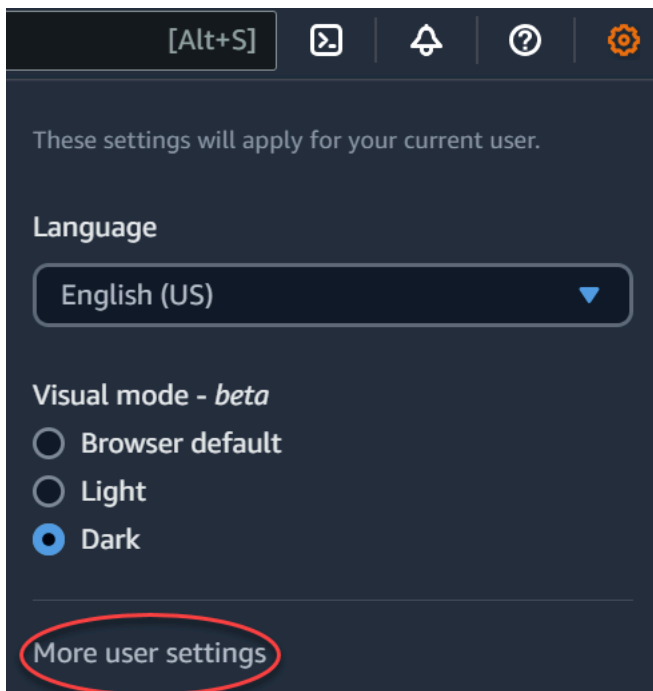 [Alt+S]
These settings will apply for your current user.
Language
English (US)
Visual mode - beta
Browser default
Light
Dark
More user settings